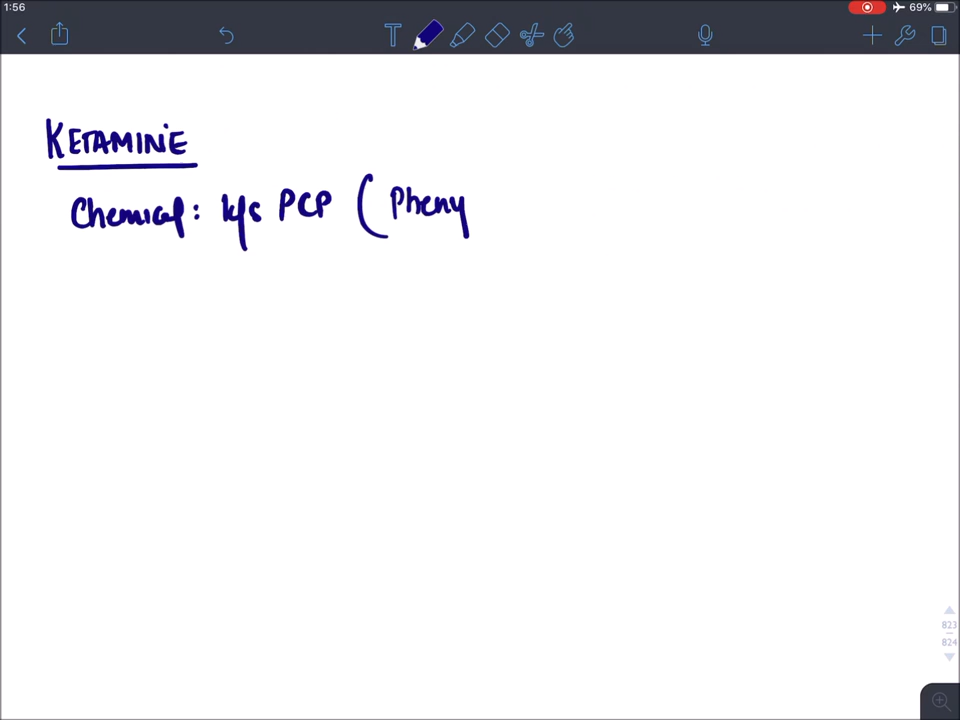 1:56
69%
T
KETAMINE
Chemical: k/s PCP ( Pheny
823
824